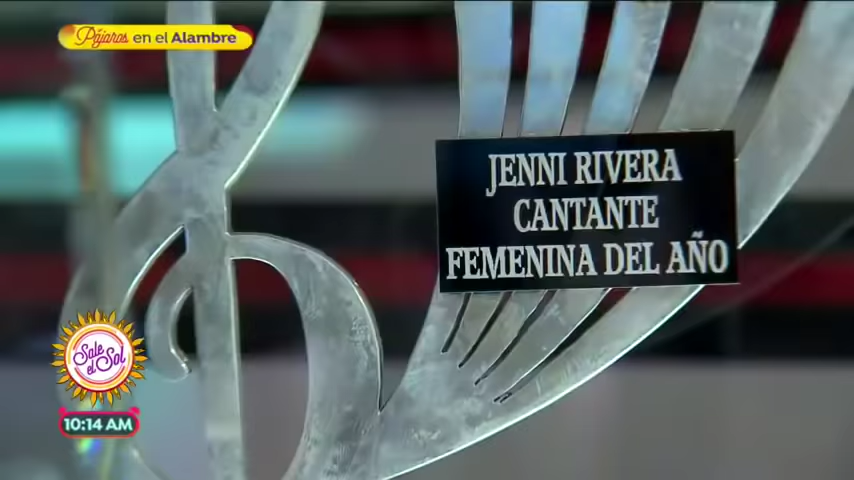 Pájaros en el Alambre
JENNI RIVERA
CANTANTE
FEMENINA DEL AÑO
Sale
el Sol
10:14 AM